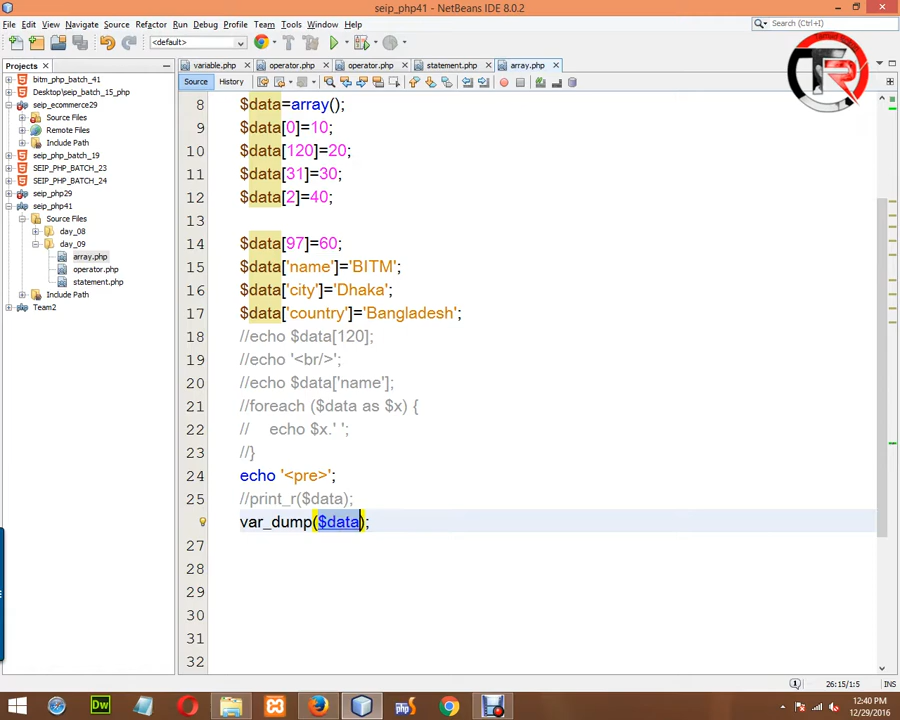 seip_php41 - NetBeans IDE 8.0.2
File Edit View Navigate Source Refactor Run Debug Profile Team Tools Window Help
<default>
Search (Ctrl+I)
Projects
variable.php operator.php operator.php statement.php array.php
Source History
bitm_php_batch_41
Desktop\seip_batch_15_php
seip_ecommerce29
Source Files
Remote Files
Include Path
seip_php_batch_19
SEIP_PHP_BATCH_23
SEIP_PHP_BATCH_24
seip_php29
seip_php41
Source Files
day_08
day_09
array.php
operator.php
statement.php
Include Path
Team2
8 $data=array();
9 $data[0]=10;
10 $data[120]=20;
11 $data[31]=30;
12 $data[2]=40;
13
14 $data[97]=60;
15 $data['name']='BITM';
16 $data['city']='Dhaka';
17 $data['country']='Bangladesh';
18 //echo $data[120];
19 //echo '<br/>';
20 //echo $data['name'];
21 //foreach ($data as $x) {
22 //    echo $x.' ';
23 //}
24 echo '<pre>';
25 //print_r($data);
var_dump($data);
27
28
29
30
31
32
TR
26:15/1:5 INS
Dw
php
12:40 PM
12/29/2016